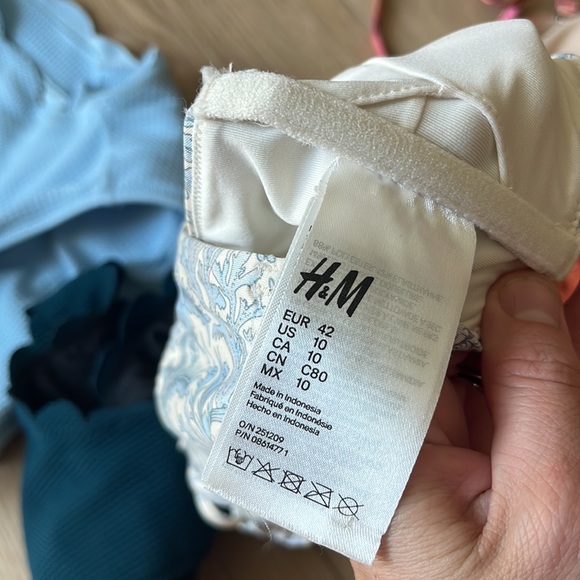 H&M
EUR 42
US 10
CA 10
CN C80
MX 10
Made in Indonesia
Fabriqué en Indonésie
Hecho en Indonesia
O/N 251209
P/N 08614771